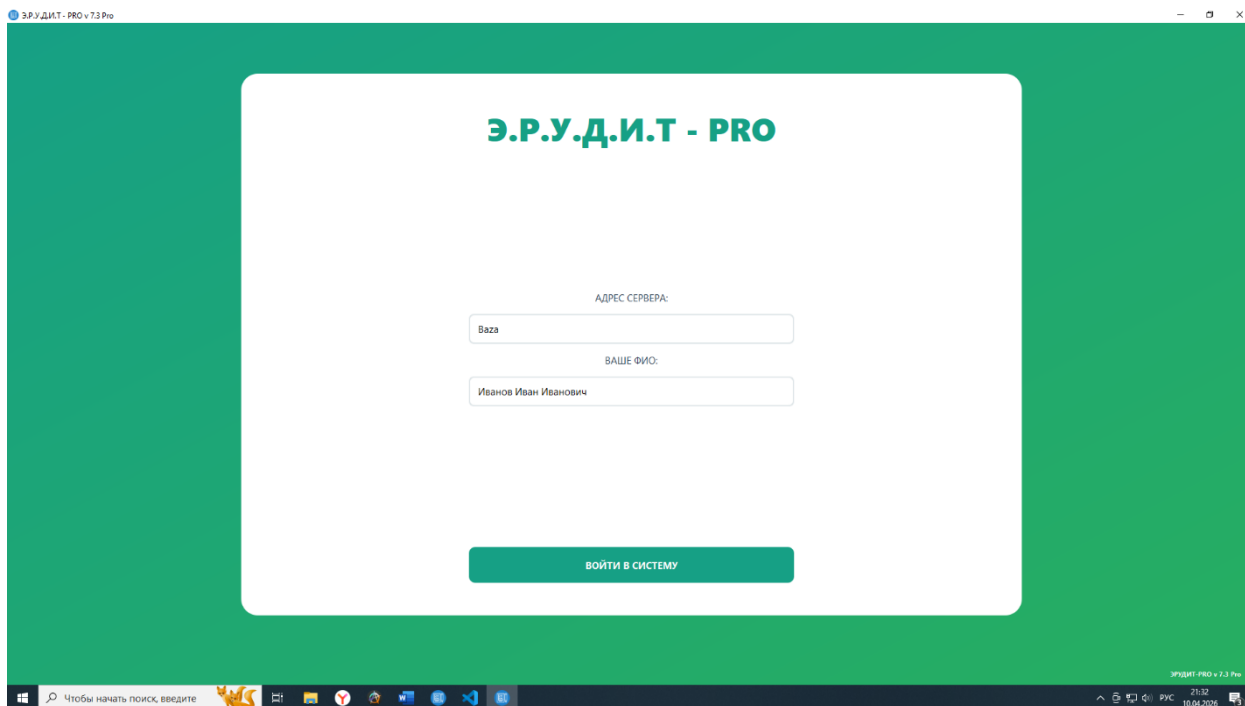 Э.Р.У.Д.И.Т - PRO v 7.3 Pro
Э.Р.У.Д.И.Т - PRO
АДРЕС СЕРВЕРА:
Baza
ВАШЕ ФИО:
Иванов Иван Иванович
ВОЙТИ В СИСТЕМУ
ЭРУДИТ-PRO v 7.3 Pro
Чтобы начать поиск, введите
РУС
21:32
10.04.2026